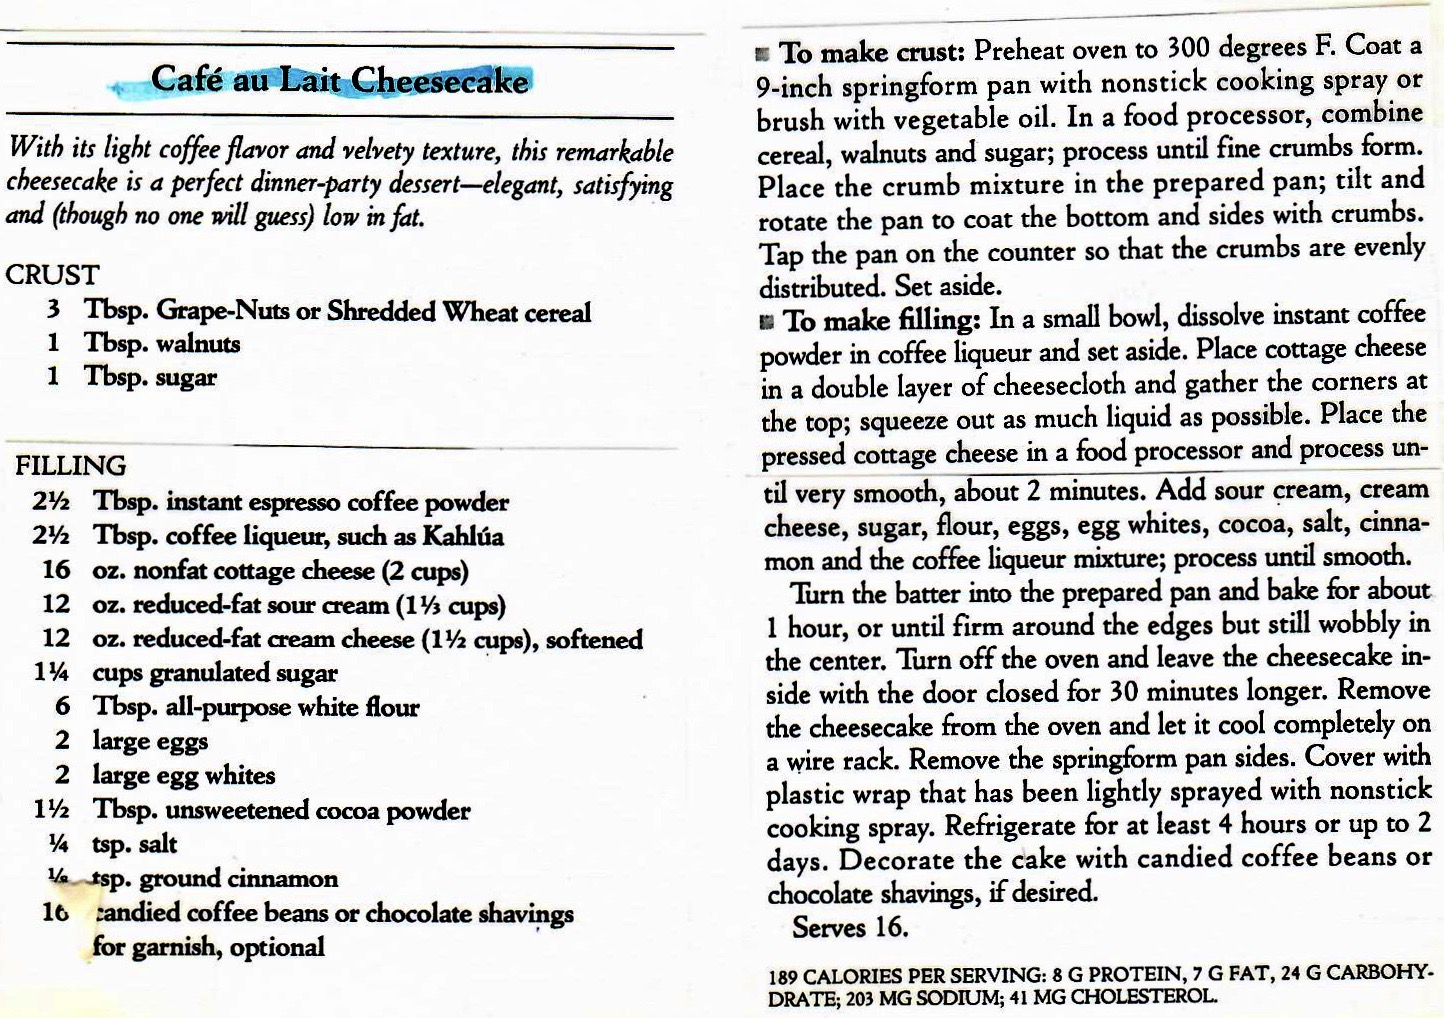 Café au Lait Cheesecake
With its light coffee flavor and velvety texture, this remarkable
cheesecake is a perfect dinner-party dessert—elegant, satisfying
and (though no one will guess) low in fat.
CRUST
3 Tbsp. Grape-Nuts or Shredded Wheat cereal
1 Tbsp. walnuts
1 Tbsp. sugar
FILLING
2½ Tbsp. instant espresso coffee powder
2½ Tbsp. coffee liqueur, such as Kahlúa
16 oz. nonfat cottage cheese (2 cups)
12 oz. reduced-fat sour cream (1⅓ cups)
12 oz. reduced-fat cream cheese (1½ cups), softened
1¼ cups granulated sugar
6 Tbsp. all-purpose white flour
2 large eggs
2 large egg whites
1½ Tbsp. unsweetened cocoa powder
¼ tsp. salt
tsp. ground cinnamon
16 candied coffee beans or chocolate shavings
for garnish, optional
■ To make crust: Preheat oven to 300 degrees F. Coat a
9-inch springform pan with nonstick cooking spray or
brush with vegetable oil. In a food processor, combine
cereal, walnuts and sugar; process until fine crumbs form.
Place the crumb mixture in the prepared pan; tilt and
rotate the pan to coat the bottom and sides with crumbs.
Tap the pan on the counter so that the crumbs are evenly
distributed. Set aside.
■ To make filling: In a small bowl, dissolve instant coffee
powder in coffee liqueur and set aside. Place cottage cheese
in a double layer of cheesecloth and gather the corners at
the top; squeeze out as much liquid as possible. Place the
pressed cottage cheese in a food processor and process un-
til very smooth, about 2 minutes. Add sour cream, cream
cheese, sugar, flour, eggs, egg whites, cocoa, salt, cinna-
mon and the coffee liqueur mixture; process until smooth.
Turn the batter into the prepared pan and bake for about
1 hour, or until firm around the edges but still wobbly in
the center. Turn off the oven and leave the cheesecake in-
side with the door closed for 30 minutes longer. Remove
the cheesecake from the oven and let it cool completely on
a wire rack. Remove the springform pan sides. Cover with
plastic wrap that has been lightly sprayed with nonstick
cooking spray. Refrigerate for at least 4 hours or up to 2
days. Decorate the cake with candied coffee beans or
chocolate shavings, if desired.
Serves 16.
189 CALORIES PER SERVING: 8 G PROTEIN, 7 G FAT, 24 G CARBOHY-
DRATE; 203 MG SODIUM; 41 MG CHOLESTEROL.